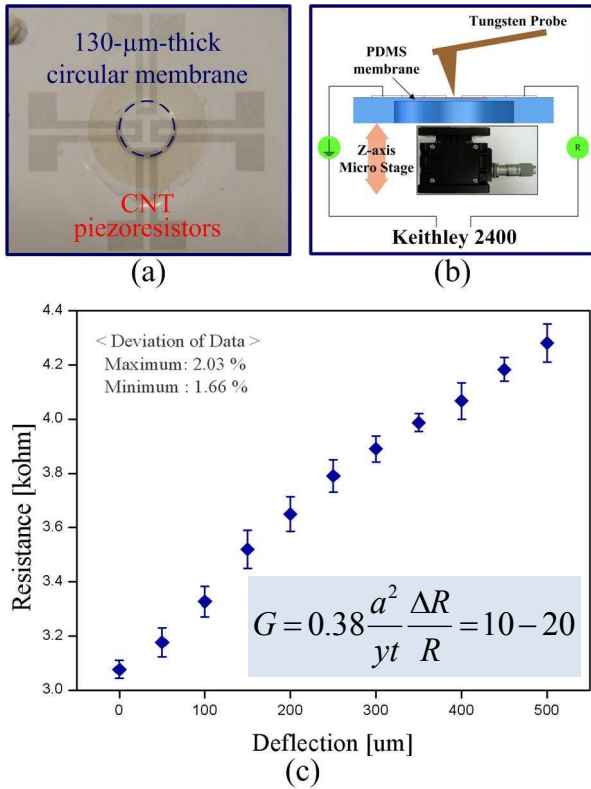 130-μm-thick
circular membrane
CNT
piezoresistors
(a)
Tungsten Probe
PDMS
membrane
Z-axis
Micro Stage
R
Keithley 2400
(b)
4.4
4.2
4.0
3.8
3.6
3.4
3.2
3.0
Resistance [kohm]
< Deviation of Data >
Maximum: 2.03 %
Minimum : 1.66 %
G = 0.38 a²/yt ΔR/R = 10 − 20
0 100 200 300 400 500
Deflection [um]
(c)